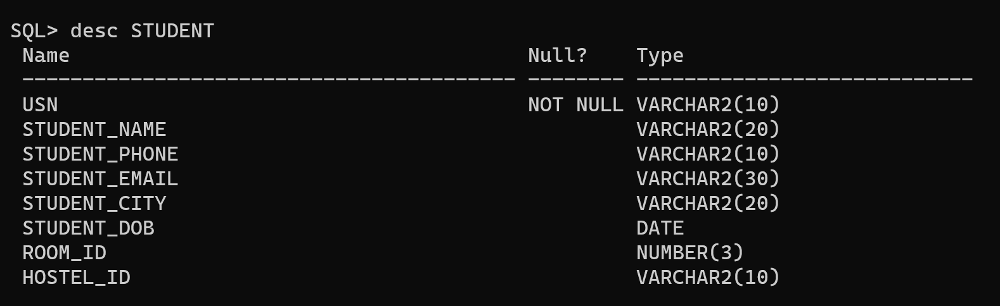 SQL> desc STUDENT
Name Null? Type
----------------------------------------- -------- ----------------------------
USN NOT NULL VARCHAR2(10)
STUDENT_NAME VARCHAR2(20)
STUDENT_PHONE VARCHAR2(10)
STUDENT_EMAIL VARCHAR2(30)
STUDENT_CITY VARCHAR2(20)
STUDENT_DOB DATE
ROOM_ID NUMBER(3)
HOSTEL_ID VARCHAR2(10)